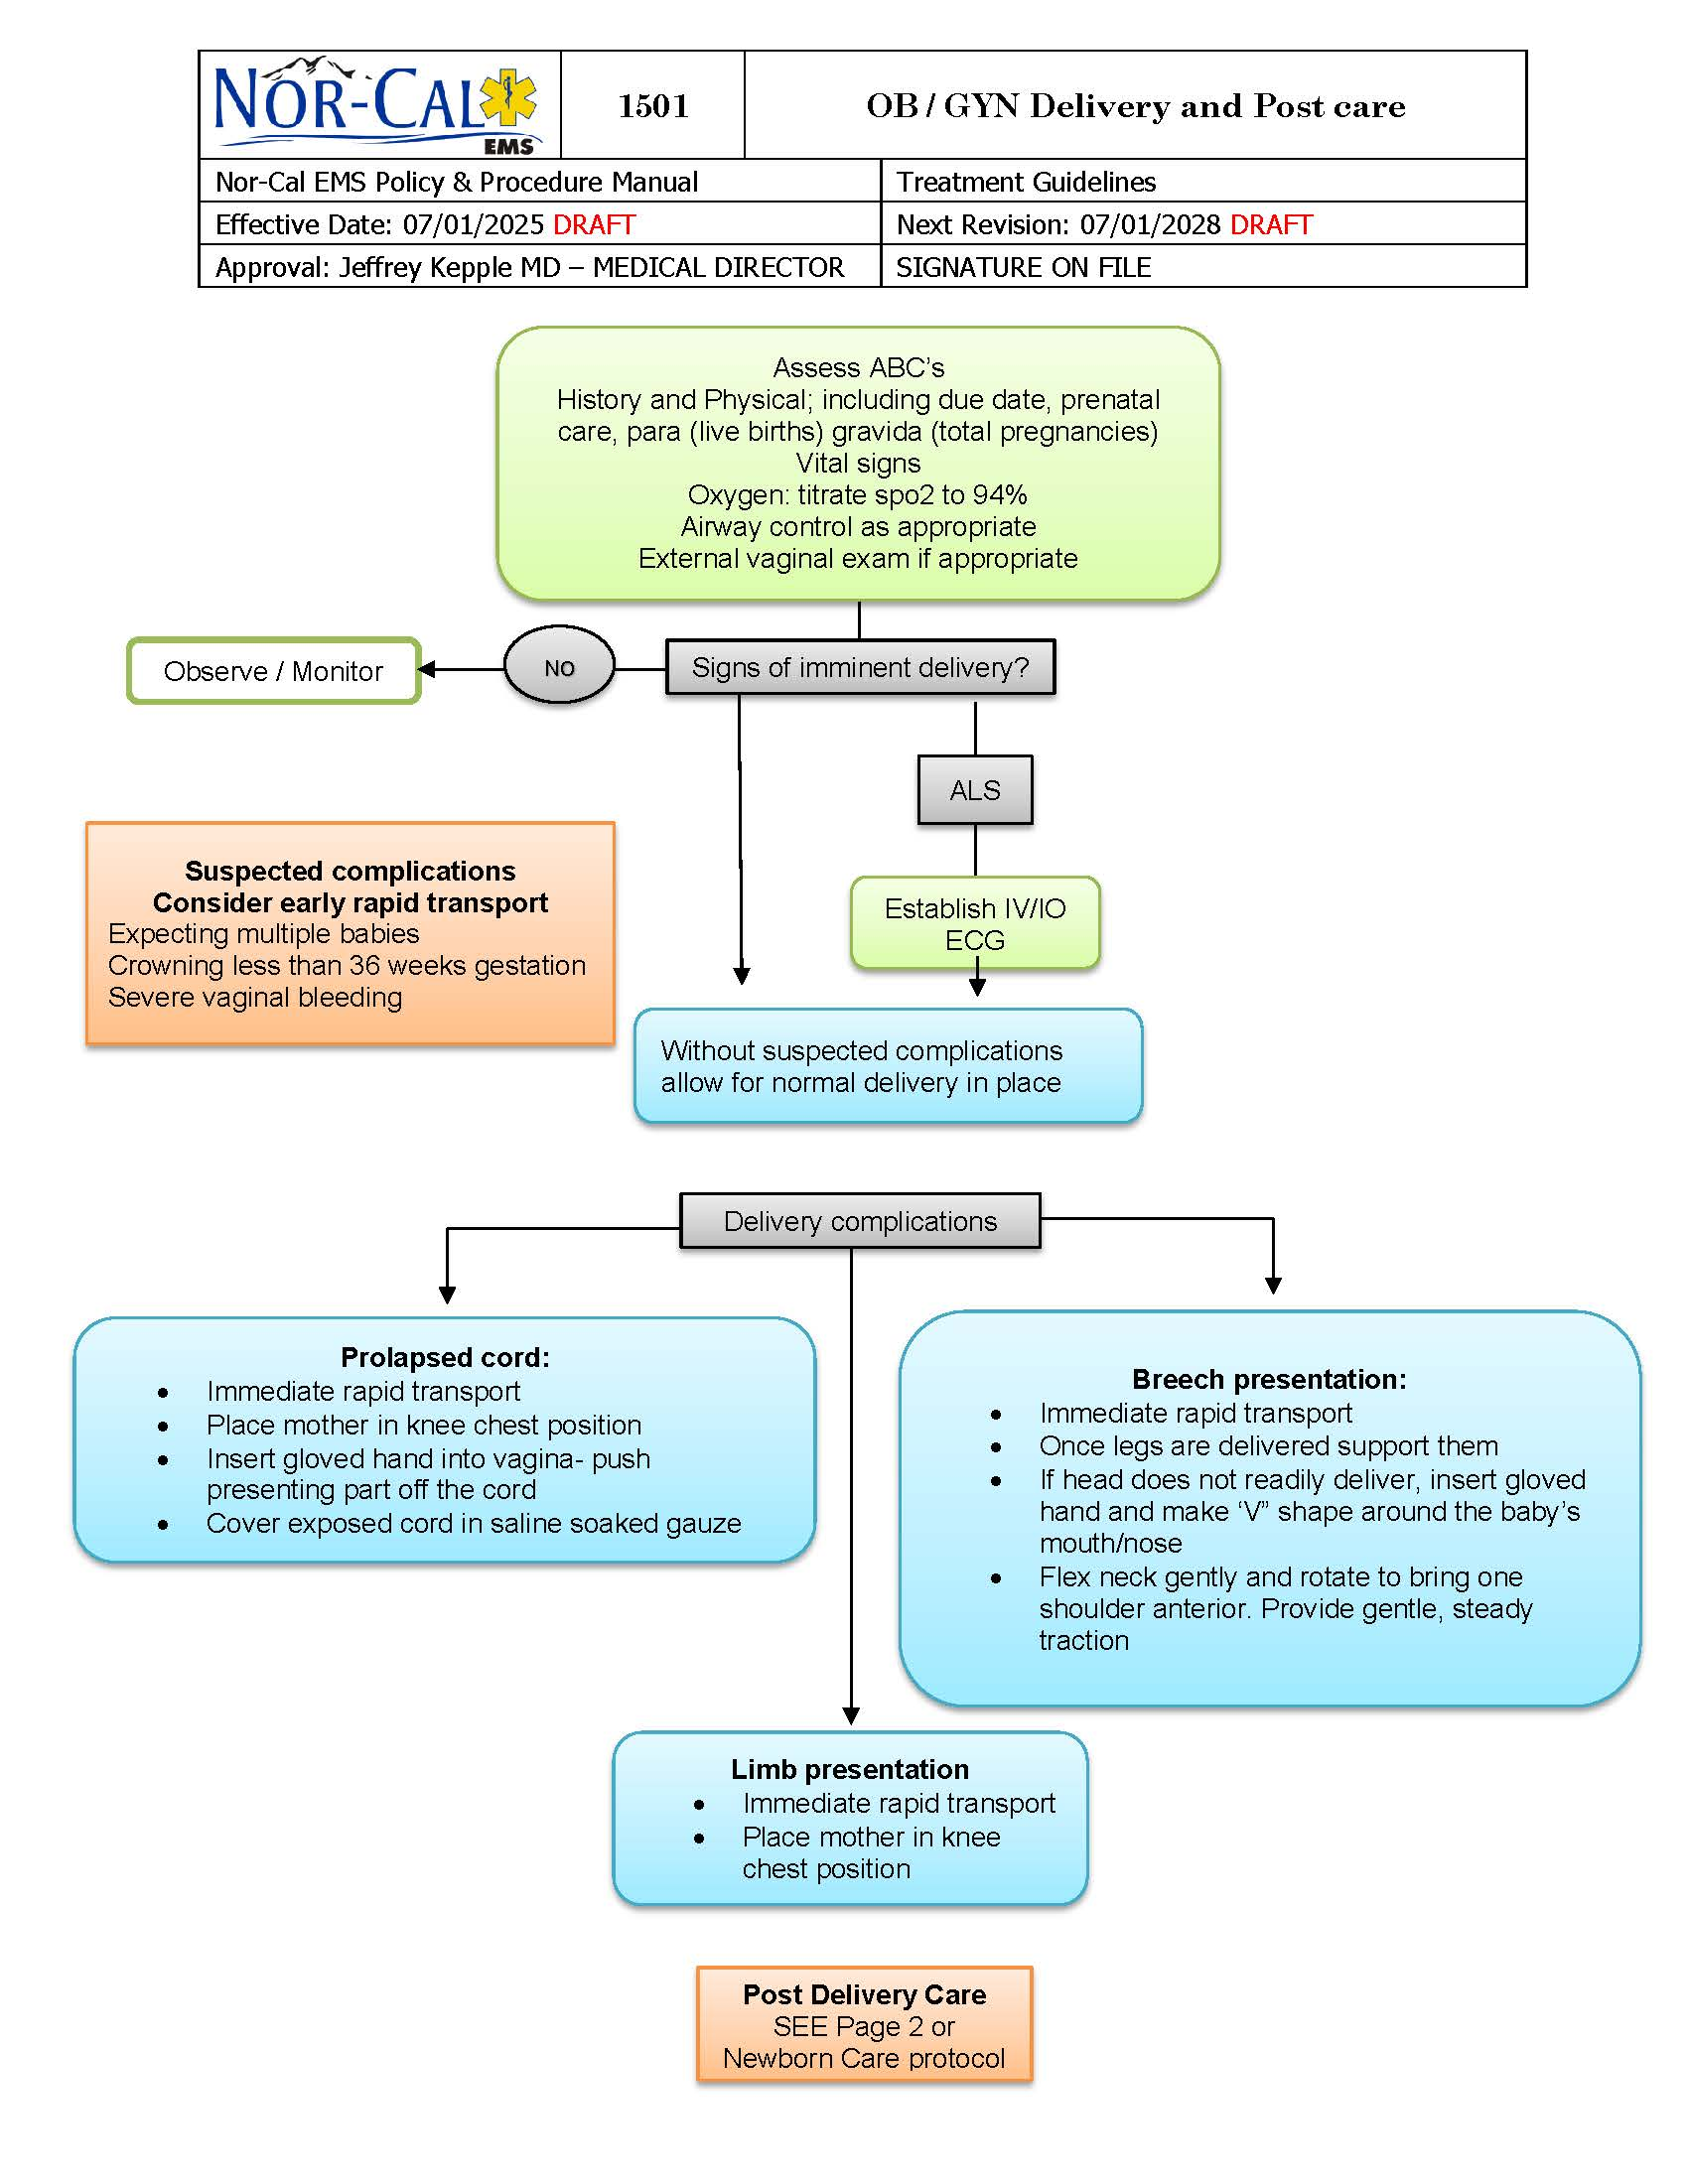 NOR-CAL
EMS
1501
OB / GYN Delivery and Post care
Nor-Cal EMS Policy & Procedure Manual
Treatment Guidelines
Effective Date: 07/01/2025 DRAFT
Next Revision: 07/01/2028 DRAFT
Approval: Jeffrey Kepple MD – MEDICAL DIRECTOR
SIGNATURE ON FILE
Assess ABC's
History and Physical; including due date, prenatal
care, para (live births) gravida (total pregnancies)
Vital signs
Oxygen: titrate spo2 to 94%
Airway control as appropriate
External vaginal exam if appropriate
Observe / Monitor
NO
Signs of imminent delivery?
ALS
Suspected complications
Consider early rapid transport
Expecting multiple babies
Crowning less than 36 weeks gestation
Severe vaginal bleeding
Establish IV/IO
ECG
Without suspected complications
allow for normal delivery in place
Delivery complications
Prolapsed cord:
• Immediate rapid transport
• Place mother in knee chest position
• Insert gloved hand into vagina- push
presenting part off the cord
• Cover exposed cord in saline soaked gauze
Breech presentation:
• Immediate rapid transport
• Once legs are delivered support them
• If head does not readily deliver, insert gloved
hand and make ‘V” shape around the baby’s
mouth/nose
• Flex neck gently and rotate to bring one
shoulder anterior. Provide gentle, steady
traction
Limb presentation
• Immediate rapid transport
• Place mother in knee
chest position
Post Delivery Care
SEE Page 2 or
Newborn Care protocol